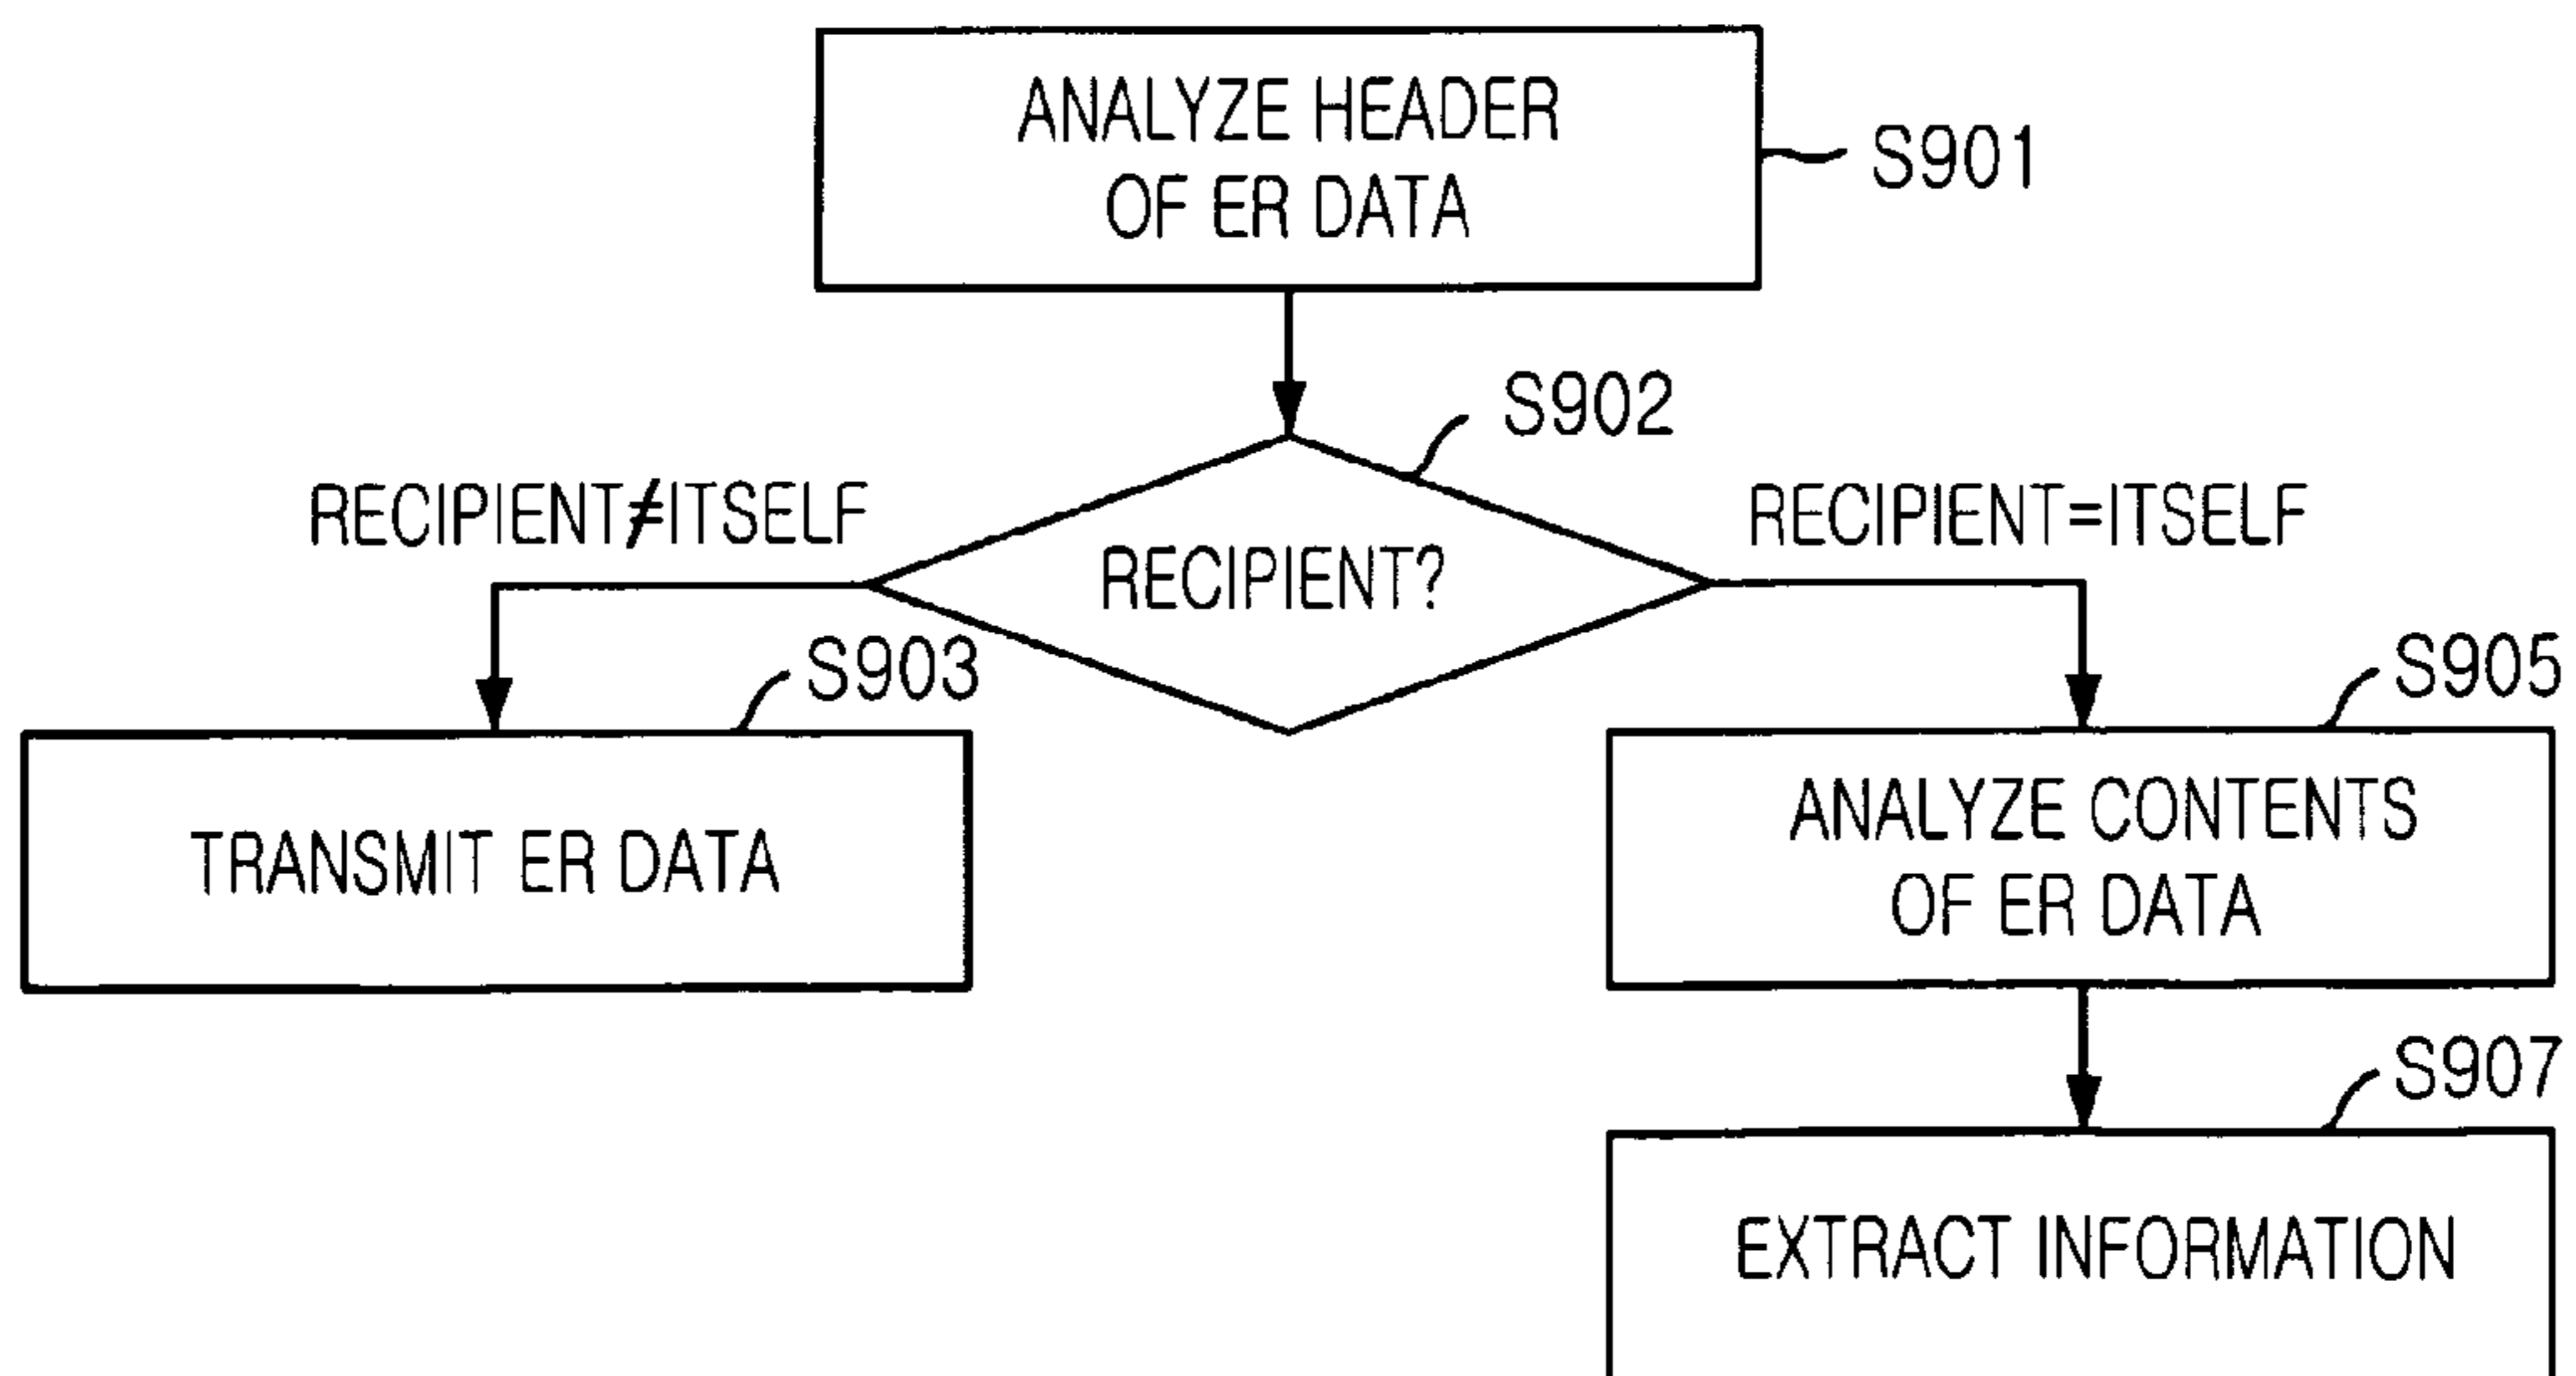 ANALYZE HEADER
OF ER DATA
S901
S902
RECIPIENT≠ITSELF
RECIPIENT?
RECIPIENT=ITSELF
S903
S905
TRANSMIT ER DATA
ANALYZE CONTENTS
OF ER DATA
S907
EXTRACT INFORMATION